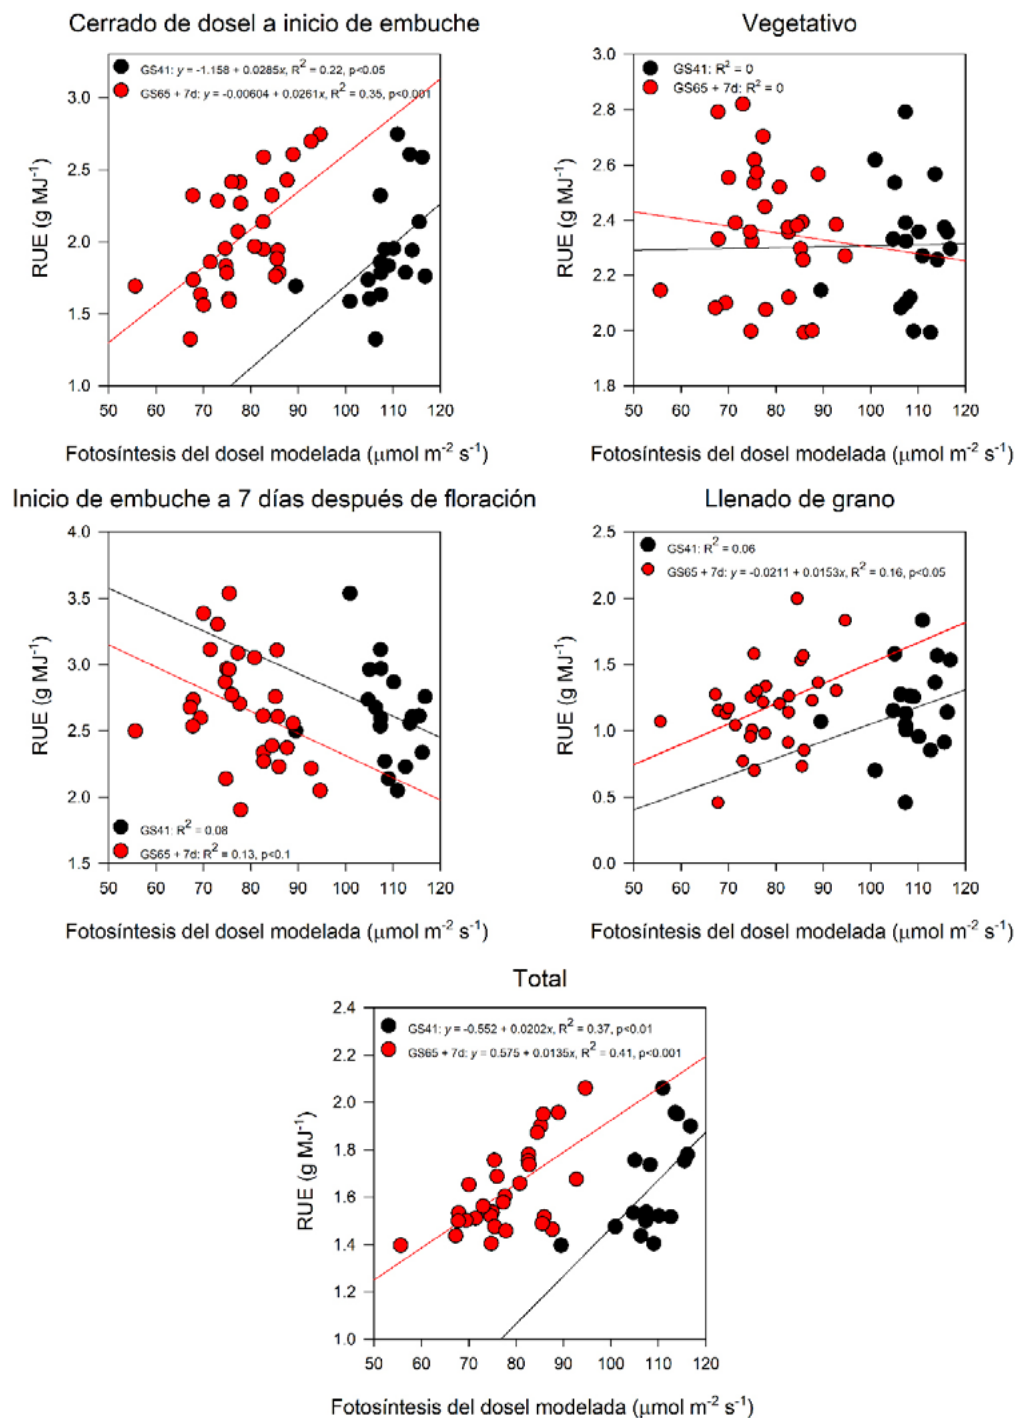 Cerrado de dosel a inicio de embuche
GS41: y = -1.158 + 0.0285x, R² = 0.22, p<0.05
GS65 + 7d: y = -0.00604 + 0.0261x, R² = 0.35, p<0.001
RUE (g MJ⁻¹)
3.0
2.5
2.0
1.5
1.0
50 60 70 80 90 100 110 120
Fotosíntesis del dosel modelada (μmol m⁻² s⁻¹)
Vegetativo
GS41: R² = 0
GS65 + 7d: R² = 0
RUE (g MJ⁻¹)
3.0
2.8
2.6
2.4
2.2
2.0
1.8
50 60 70 80 90 100 110 120
Fotosíntesis del dosel modelada (μmol m⁻² s⁻¹)
Inicio de embuche a 7 días después de floración
RUE (g MJ⁻¹)
4.0
3.5
3.0
2.5
2.0
1.5
GS41: R² = 0.08
GS65 + 7d: R² = 0.13, p<0.1
50 60 70 80 90 100 110 120
Fotosíntesis del dosel modelada (μmol m⁻² s⁻¹)
Llenado de grano
GS41: R² = 0.06
GS65 + 7d: y = -0.0211 + 0.0153x, R² = 0.16, p<0.05
RUE (g MJ⁻¹)
2.5
2.0
1.5
1.0
0.5
0.0
50 60 70 80 90 100 110 120
Fotosíntesis del dosel modelada (μmol m⁻² s⁻¹)
Total
GS41: y = -0.552 + 0.0202x, R² = 0.37, p<0.01
GS65 + 7d: y = 0.575 + 0.0135x, R² = 0.41, p<0.001
RUE (g MJ⁻¹)
2.4
2.2
2.0
1.8
1.6
1.4
1.2
1.0
50 60 70 80 90 100 110 120
Fotosíntesis del dosel modelada (μmol m⁻² s⁻¹)